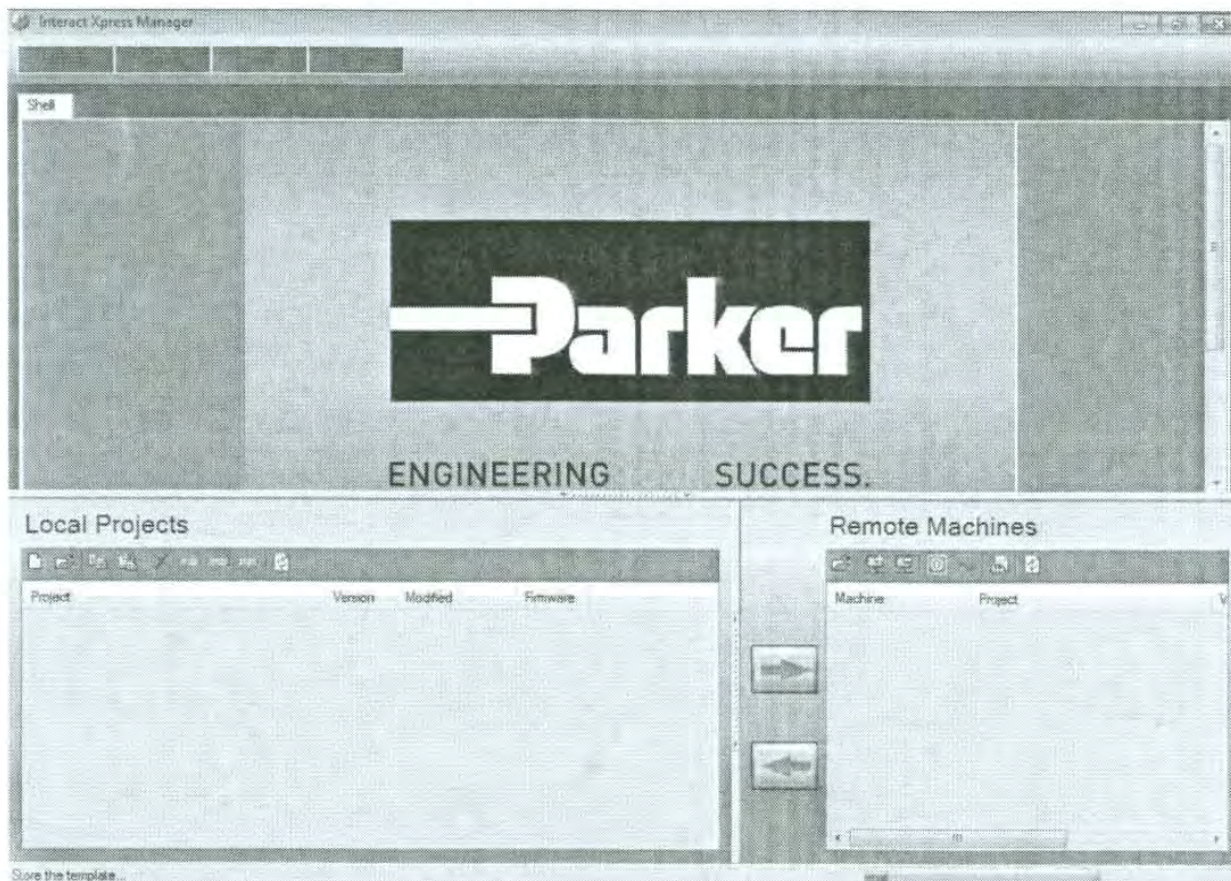 Interact Xpress Manager
Shell
Parker
ENGINEERING SUCCESS.
Local Projects
Project Version Modified Firmware
Remote Machines
Machine Project V
Store the template...